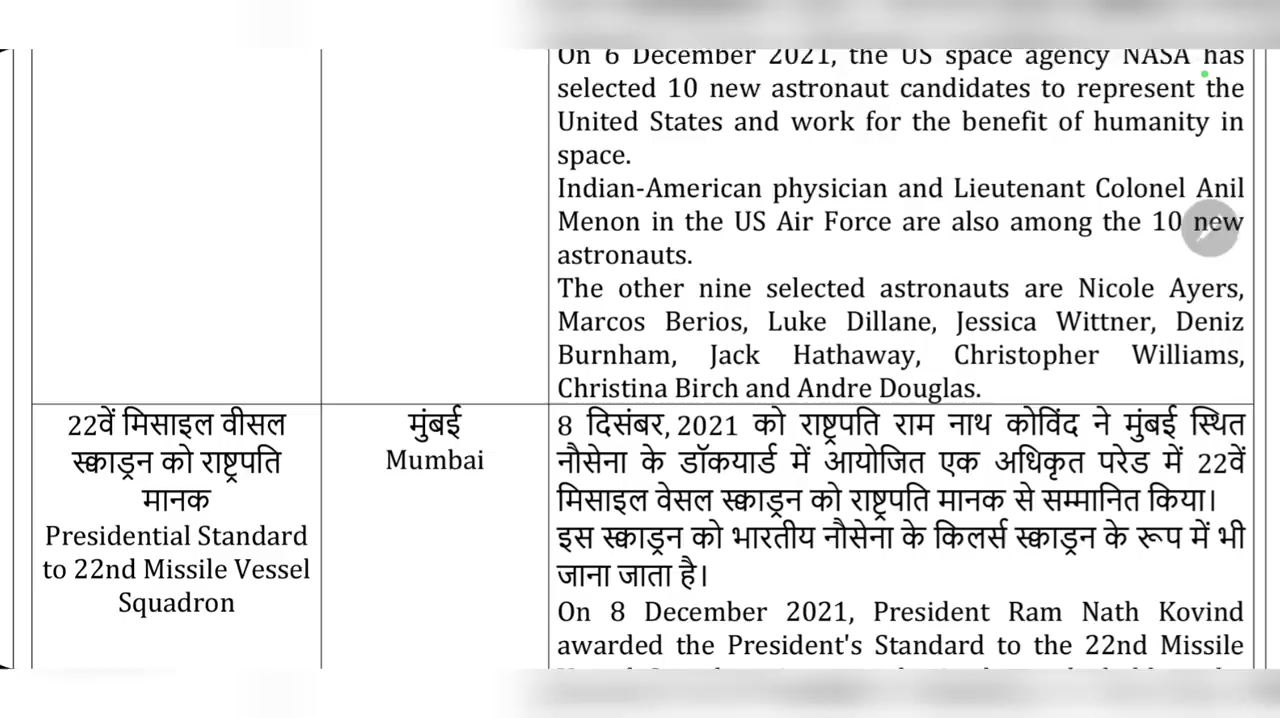 On 6 December 2021, the US space agency NASA has
selected 10 new astronaut candidates to represent the
United States and work for the benefit of humanity in
space.
Indian-American physician and Lieutenant Colonel Anil
Menon in the US Air Force are also among the 10 new
astronauts.
The other nine selected astronauts are Nicole Ayers,
Marcos Berios, Luke Dillane, Jessica Wittner, Deniz
Burnham, Jack Hathaway, Christopher Williams,
Christina Birch and Andre Douglas.
22वें मिसाइल वीसल
स्क्वाड्रन को राष्ट्रपति
मानक
Presidential Standard
to 22nd Missile Vessel
Squadron
मुंबई
Mumbai
8 दिसंबर, 2021 को राष्ट्रपति राम नाथ कोविंद ने मुंबई स्थित
नौसेना के डॉकयार्ड में आयोजित एक अधिकृत परेड में 22वें
मिसाइल वेसल स्क्वाड्रन को राष्ट्रपति मानक से सम्मानित किया।
इस स्क्वाड्रन को भारतीय नौसेना के किलर्स स्क्वाड्रन के रूप में भी
जाना जाता है।
On 8 December 2021, President Ram Nath Kovind
awarded the President's Standard to the 22nd Missile